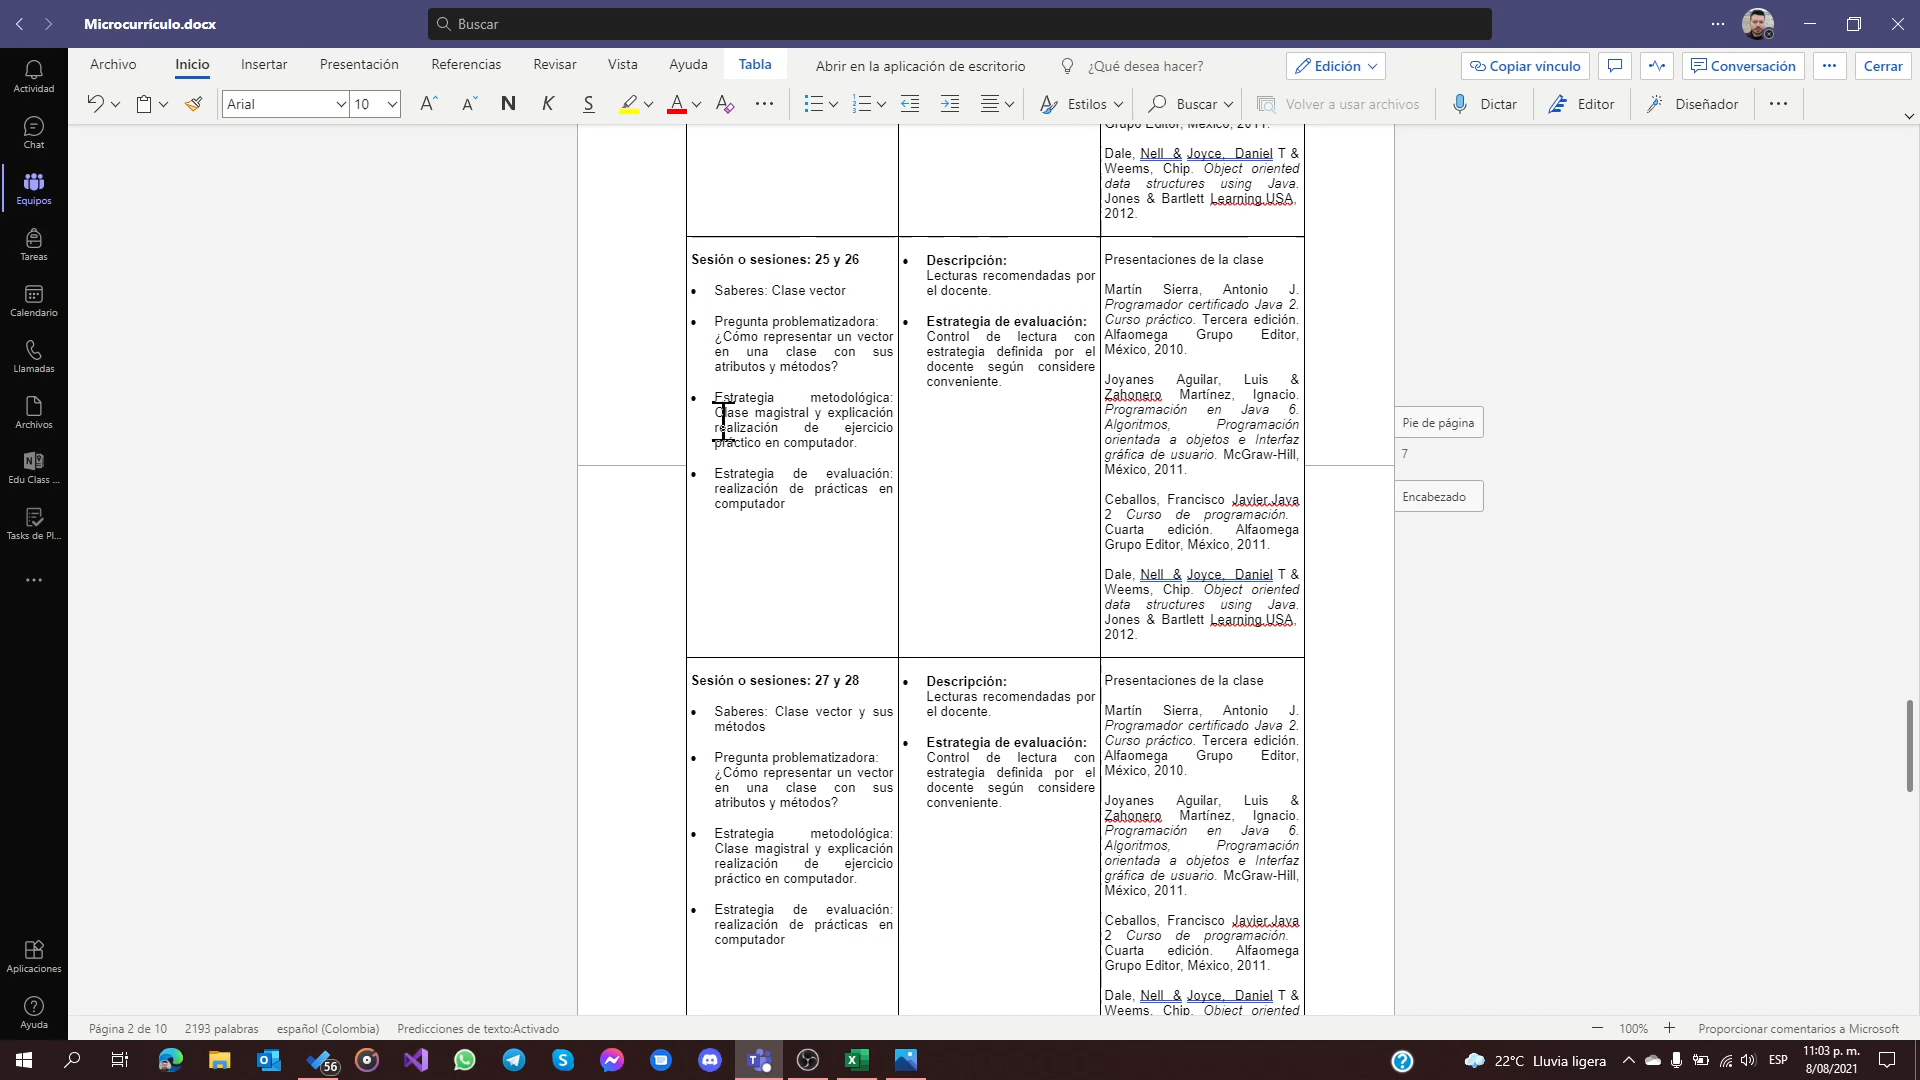 Microcurrículo.docx
Buscar
Archivo Inicio Insertar Presentación Referencias Revisar Vista Ayuda Tabla Abrir en la aplicación de escritorio ¿Qué desea hacer? Edición Copiar vínculo Conversación Cerrar
Arial 10 N K S A Estilos Buscar Volver a usar archivos Dictar Editor Diseñador
Actividad
Chat
Equipos
Tareas
Calendario
Llamadas
Archivos
Edu Class ...
Tasks de Pl...
Aplicaciones
Ayuda
Grupo Editor, México, 2011.
Dale, Nell & Joyce, Daniel T &
Weems, Chip. Object oriented
data structures using Java.
Jones & Bartlett Learning.USA,
2012.
Sesión o sesiones: 25 y 26
Saberes: Clase vector
Pregunta problematizadora:
¿Cómo representar un vector
en una clase con sus
atributos y métodos?
Estrategia metodológica:
Clase magistral y explicación
realización de ejercicio
práctico en computador.
Estrategia de evaluación:
realización de prácticas en
computador
Descripción:
Lecturas recomendadas por
el docente.
Estrategia de evaluación:
Control de lectura con
estrategia definida por el
docente según considere
conveniente.
Presentaciones de la clase
Martín Sierra, Antonio J.
Programador certificado Java 2.
Curso práctico. Tercera edición.
Alfaomega Grupo Editor,
México, 2010.
Joyanes Aguilar, Luis &
Zahonero Martínez, Ignacio.
Programación en Java 6.
Algoritmos, Programación
orientada a objetos e Interfaz
gráfica de usuario. McGraw-Hill,
México, 2011.
Ceballos, Francisco Javier.Java
2 Curso de programación.
Cuarta edición. Alfaomega
Grupo Editor, México, 2011.
Dale, Nell & Joyce, Daniel T &
Weems, Chip. Object oriented
data structures using Java.
Jones & Bartlett Learning.USA,
2012.
Pie de página
7
Encabezado
Sesión o sesiones: 27 y 28
Saberes: Clase vector y sus
métodos
Pregunta problematizadora:
¿Cómo representar un vector
en una clase con sus
atributos y métodos?
Estrategia metodológica:
Clase magistral y explicación
realización de ejercicio
práctico en computador.
Estrategia de evaluación:
realización de prácticas en
computador
Descripción:
Lecturas recomendadas por
el docente.
Estrategia de evaluación:
Control de lectura con
estrategia definida por el
docente según considere
conveniente.
Presentaciones de la clase
Martín Sierra, Antonio J.
Programador certificado Java 2.
Curso práctico. Tercera edición.
Alfaomega Grupo Editor,
México, 2010.
Joyanes Aguilar, Luis &
Zahonero Martínez, Ignacio.
Programación en Java 6.
Algoritmos, Programación
orientada a objetos e Interfaz
gráfica de usuario. McGraw-Hill,
México, 2011.
Ceballos, Francisco Javier.Java
2 Curso de programación.
Cuarta edición. Alfaomega
Grupo Editor, México, 2011.
Dale, Nell & Joyce, Daniel T &
Weems, Chip. Object oriented
Página 2 de 10 2193 palabras español (Colombia) Predicciones de texto:Activado 100% Proporcionar comentarios a Microsoft
56 22°C Lluvia ligera ESP 11:03 p. m.
8/08/2021